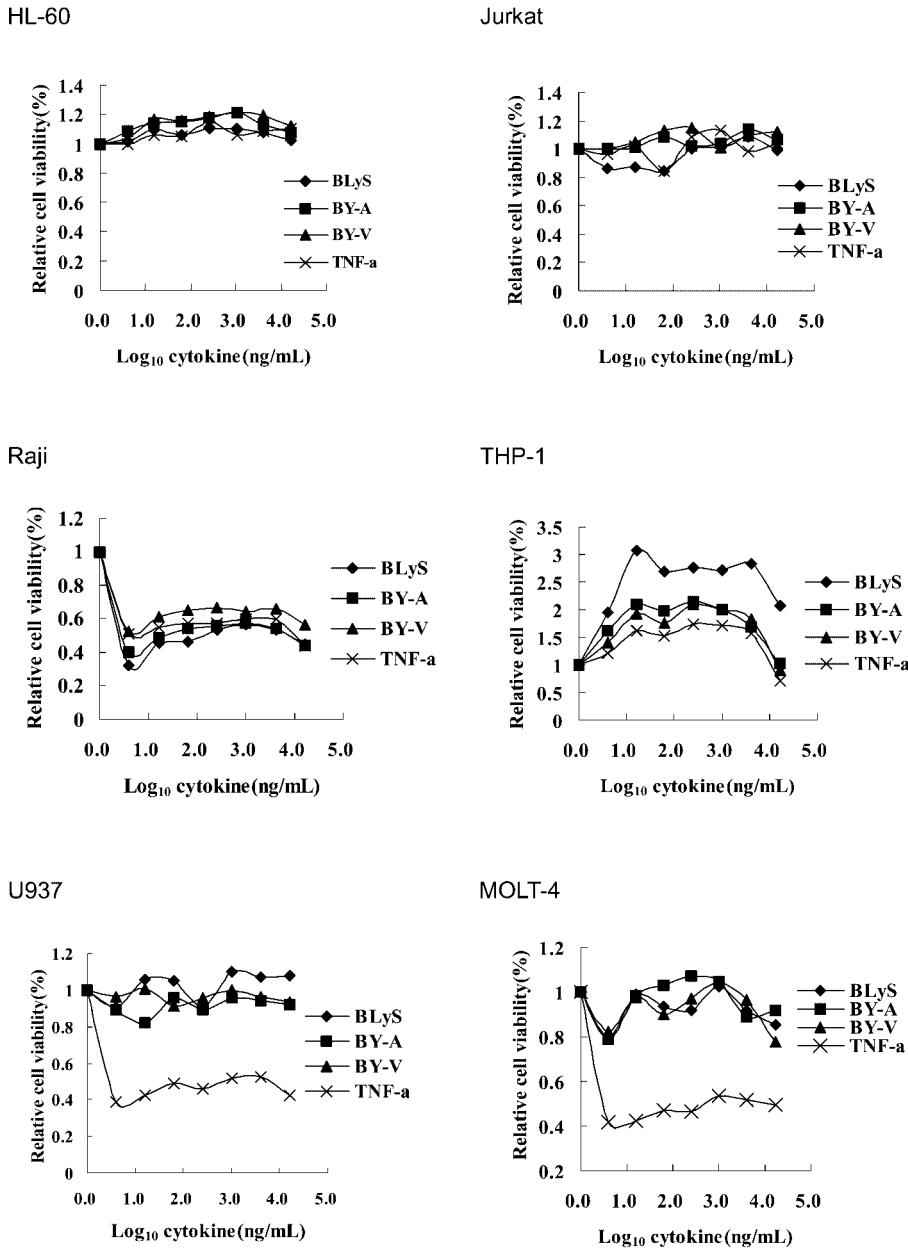 HL-60
Jurkat
Relative cell viability(%)
1.4
1.2
1
0.8
0.6
0.4
0.2
0
0.0 1.0 2.0 3.0 4.0 5.0
Log10 cytokine(ng/mL)
BLyS
BY-A
BY-V
TNF-a
Relative cell viability(%)
1.4
1.2
1
0.8
0.6
0.4
0.2
0
0.0 1.0 2.0 3.0 4.0 5.0
Log10 cytokine(ng/mL)
BLyS
BY-A
BY-V
TNF-a
Raji
THP-1
Relative cell viability(%)
1.2
1
0.8
0.6
0.4
0.2
0
0.0 1.0 2.0 3.0 4.0 5.0
Log10 cytokine(ng/mL)
BLyS
BY-A
BY-V
TNF-a
Relative cell viability(%)
3.5
3
2.5
2
1.5
1
0.5
0
0.0 1.0 2.0 3.0 4.0 5.0
Log10 cytokine(ng/mL)
BLyS
BY-A
BY-V
TNF-a
U937
MOLT-4
Relative cell viability(%)
1.2
1
0.8
0.6
0.4
0.2
0
0.0 1.0 2.0 3.0 4.0 5.0
Log10 cytokine(ng/mL)
BLyS
BY-A
BY-V
TNF-a
Relative cell viability(%)
1.2
1.0
0.8
0.6
0.4
0.2
0.0 1.0 2.0 3.0 4.0 5.0
Log10 cytokine(ng/mL)
BLyS
BY-A
BY-V
TNF-a